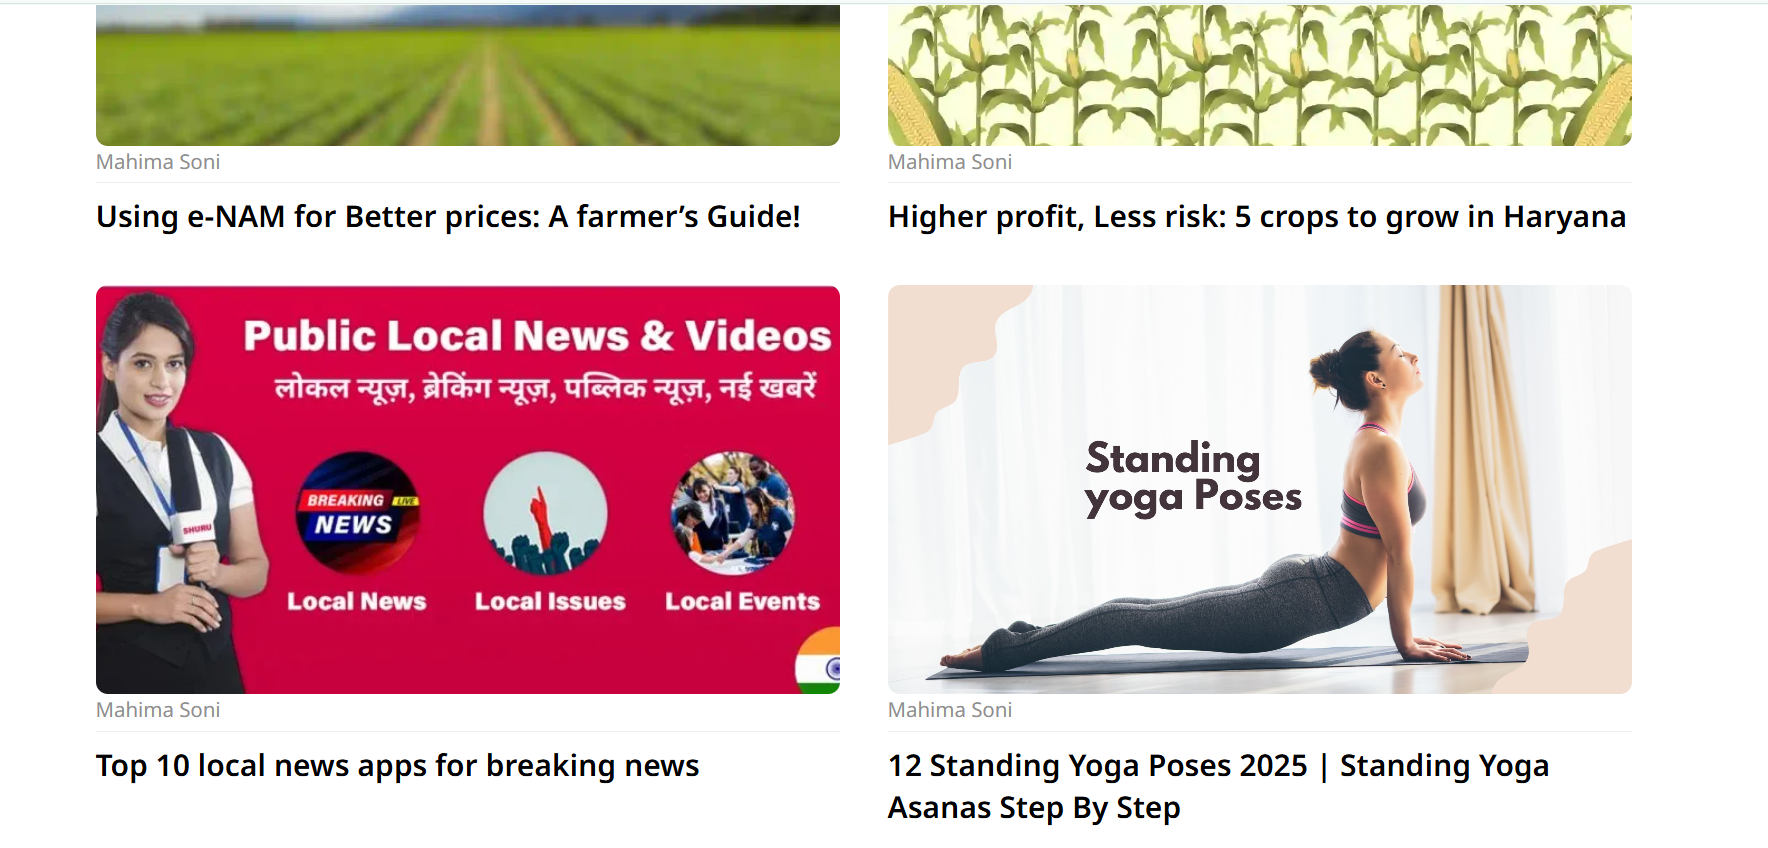 Mahima Soni
Using e-NAM for Better prices: A farmer’s Guide!
Mahima Soni
Higher profit, Less risk: 5 crops to grow in Haryana
Public Local News & Videos
लोकल न्यूज़, ब्रेकिंग न्यूज़, पब्लिक न्यूज़, नई खबरें
BREAKING LIVE
NEWS
SHURU
Local News
Local Issues
Local Events
Mahima Soni
Top 10 local news apps for breaking news
Standing
yoga Poses
Mahima Soni
12 Standing Yoga Poses 2025 | Standing Yoga
Asanas Step By Step